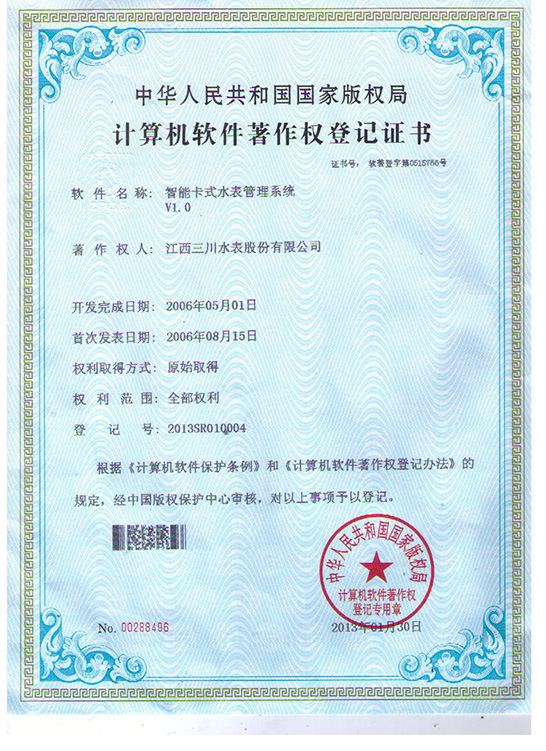 中华人民共和国国家版权局
计算机软件著作权登记证书
证书号: 软著登字第0515766号
软件名称: 智能卡式水表管理系统
V1.0
著作权人: 江西三川水表股份有限公司
开发完成日期: 2006年05月01日
首次发表日期: 2006年08月15日
权利取得方式: 原始取得
权利范围: 全部权利
登记号: 2013SR010004
根据《计算机软件保护条例》和《计算机软件著作权登记办法》的
规定,经中国版权保护中心审核,对以上事项予以登记。
中华人民共和国国家版权局
计算机软件著作权
登记专用章
No. 00288496
2013年01月30日